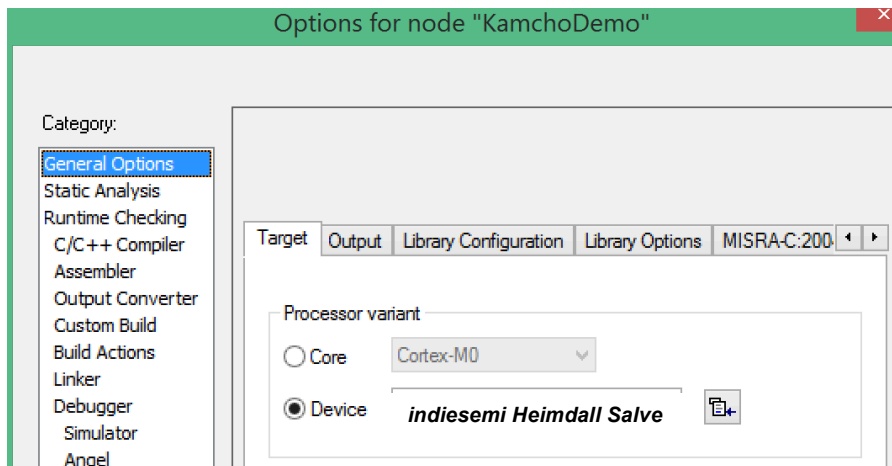 Options for node "KamchoDemo"
Category:
General Options
Static Analysis
Runtime Checking
C/C++ Compiler
Assembler
Output Converter
Custom Build
Build Actions
Linker
Debugger
Simulator
Angel
Target Output Library Configuration Library Options MISRA-C:200
Processor variant
Core Cortex-M0
Device indiesemi Heimdall Salve